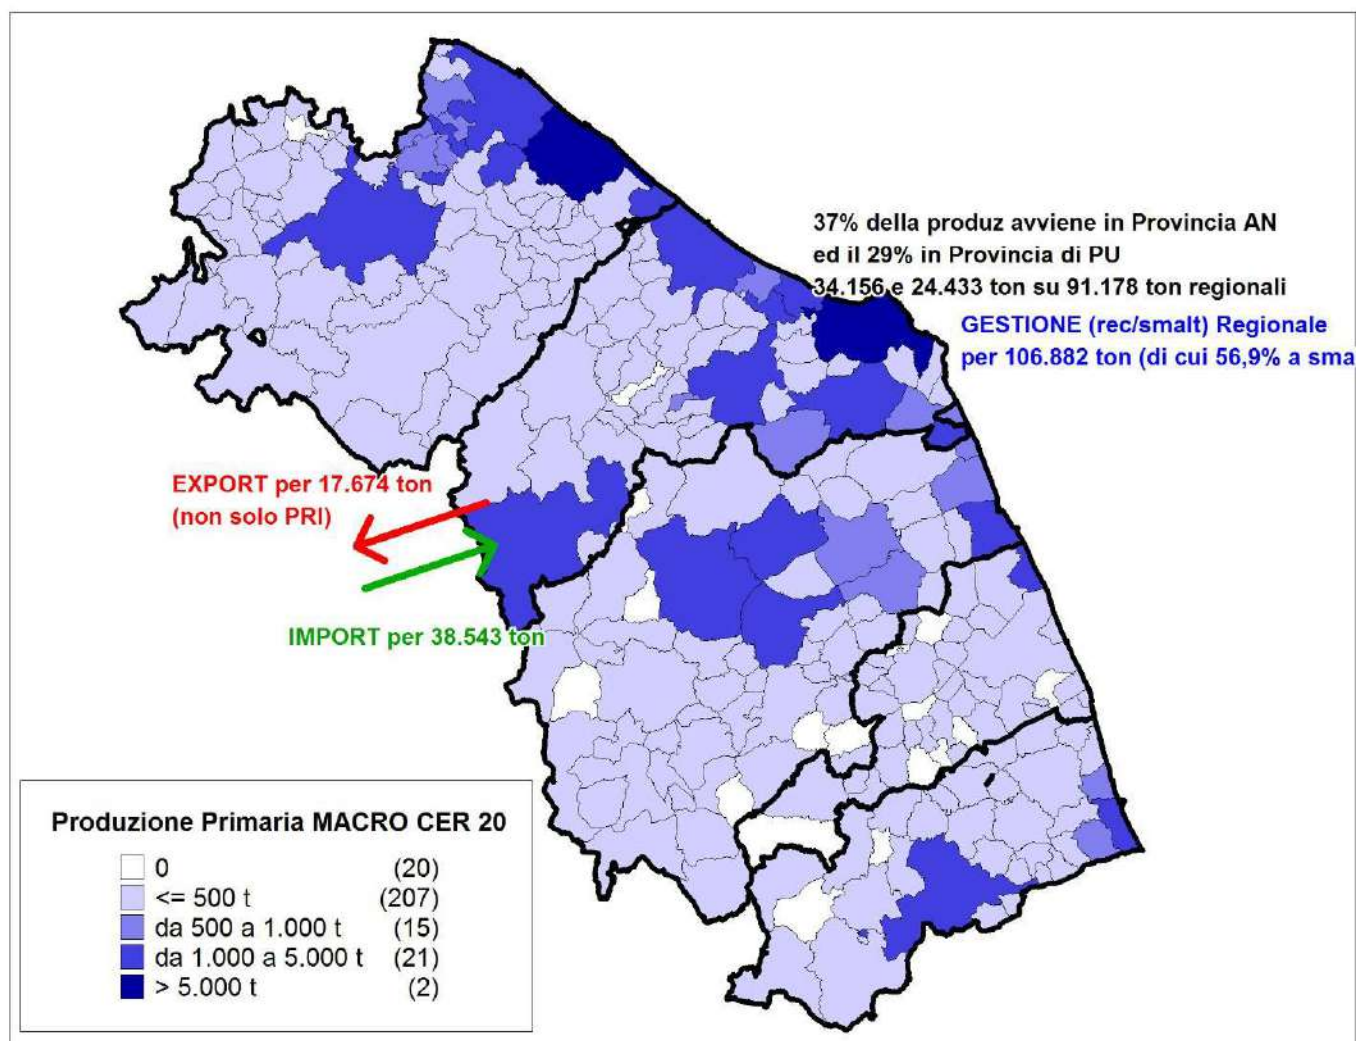 37% della produz avviene in Provincia AN
ed il 29% in Provincia di PU
34.156 e 24.433 ton su 91.178 ton regionali
GESTIONE (rec/smalt) Regionale
per 106.882 ton (di cui 56,9% a sma
EXPORT per 17.674 ton
(non solo PRI)
IMPORT per 38.543 ton
Produzione Primaria MACRO CER 20
0 (20)
<= 500 t (207)
da 500 a 1.000 t (15)
da 1.000 a 5.000 t (21)
> 5.000 t (2)